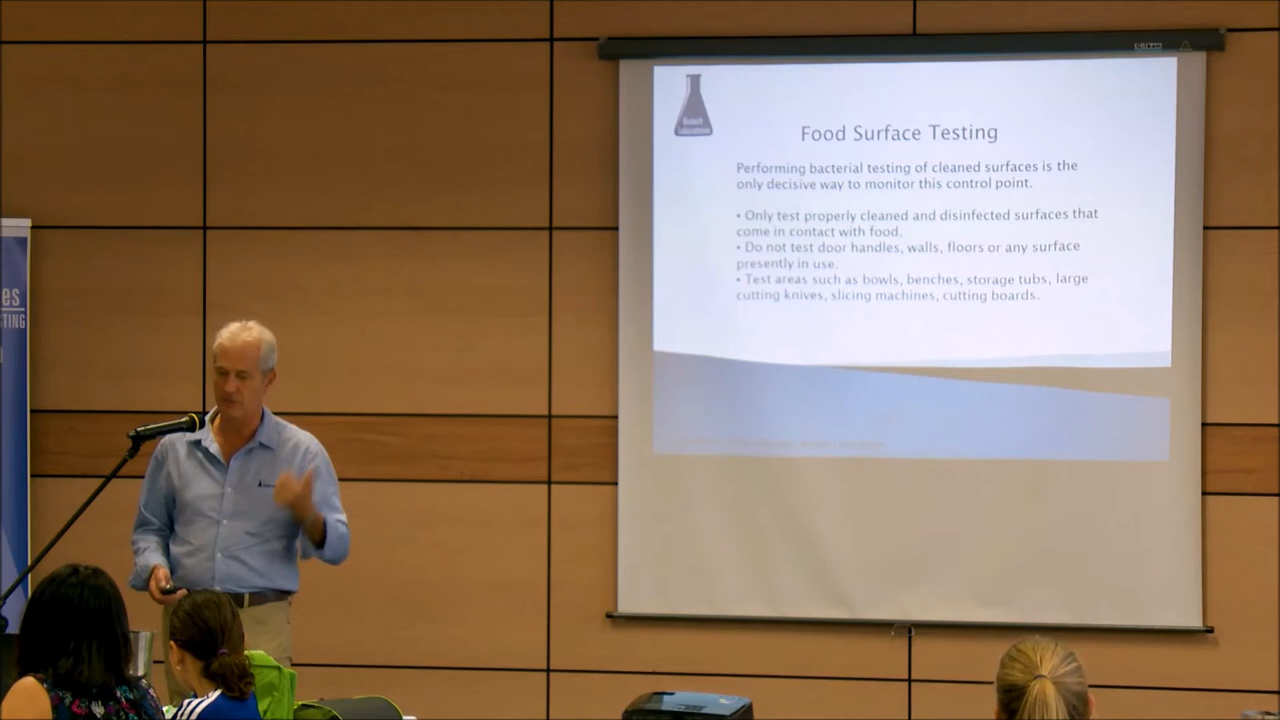 Biotech
Laboratories
Food Surface Testing
Performing bacterial testing of cleaned surfaces is the
only decisive way to monitor this control point.
• Only test properly cleaned and disinfected surfaces that
come in contact with food.
• Do not test door handles, walls, floors or any surface
presently in use.
• Test areas such as bowls, benches, storage tubs, large
cutting knives, slicing machines, cutting boards.
es
STING